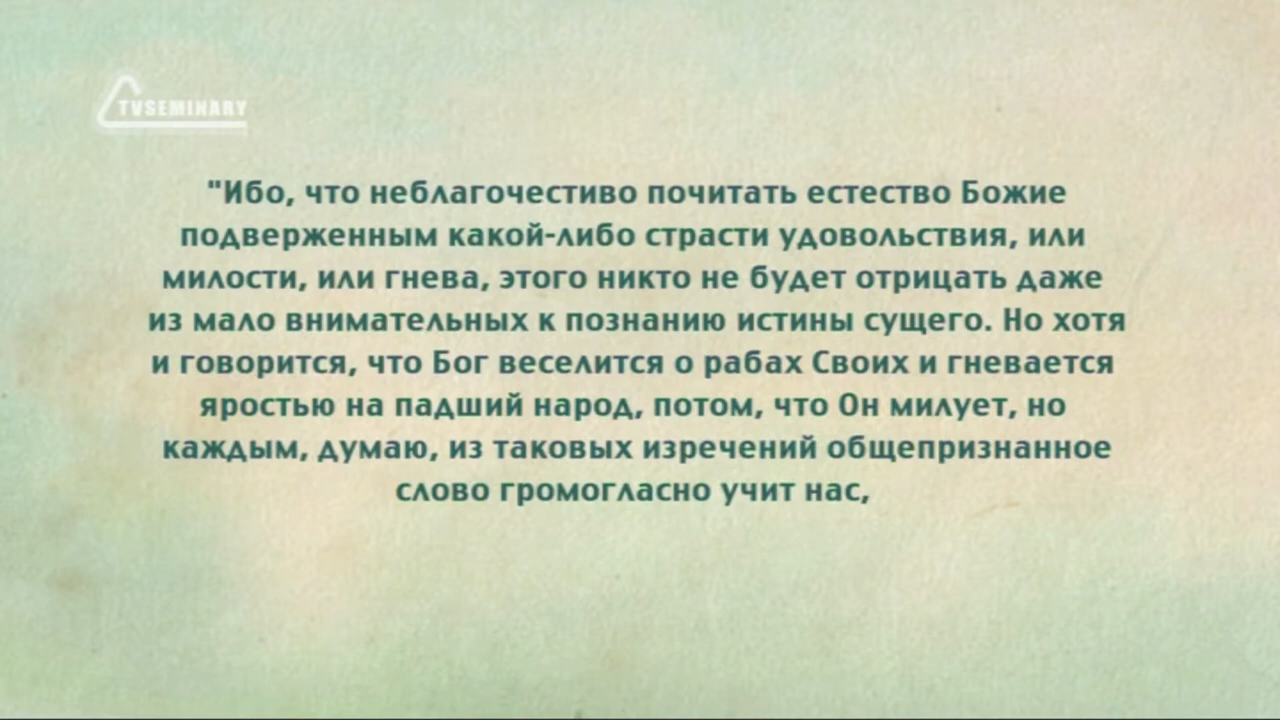 TVSEMINARY
"Ибо, что неблагочестиво почитать естество Божие
подверженным какой-либо страсти удовольствия, или
милости, или гнева, этого никто не будет отрицать даже
из мало внимательных к познанию истины сущего. Но хотя
и говорится, что Бог веселится о рабах Своих и гневается
яростью на падший народ, потом, что Он милует, но
каждым, думаю, из таковых изречений общепризнанное
слово громогласно учит нас,